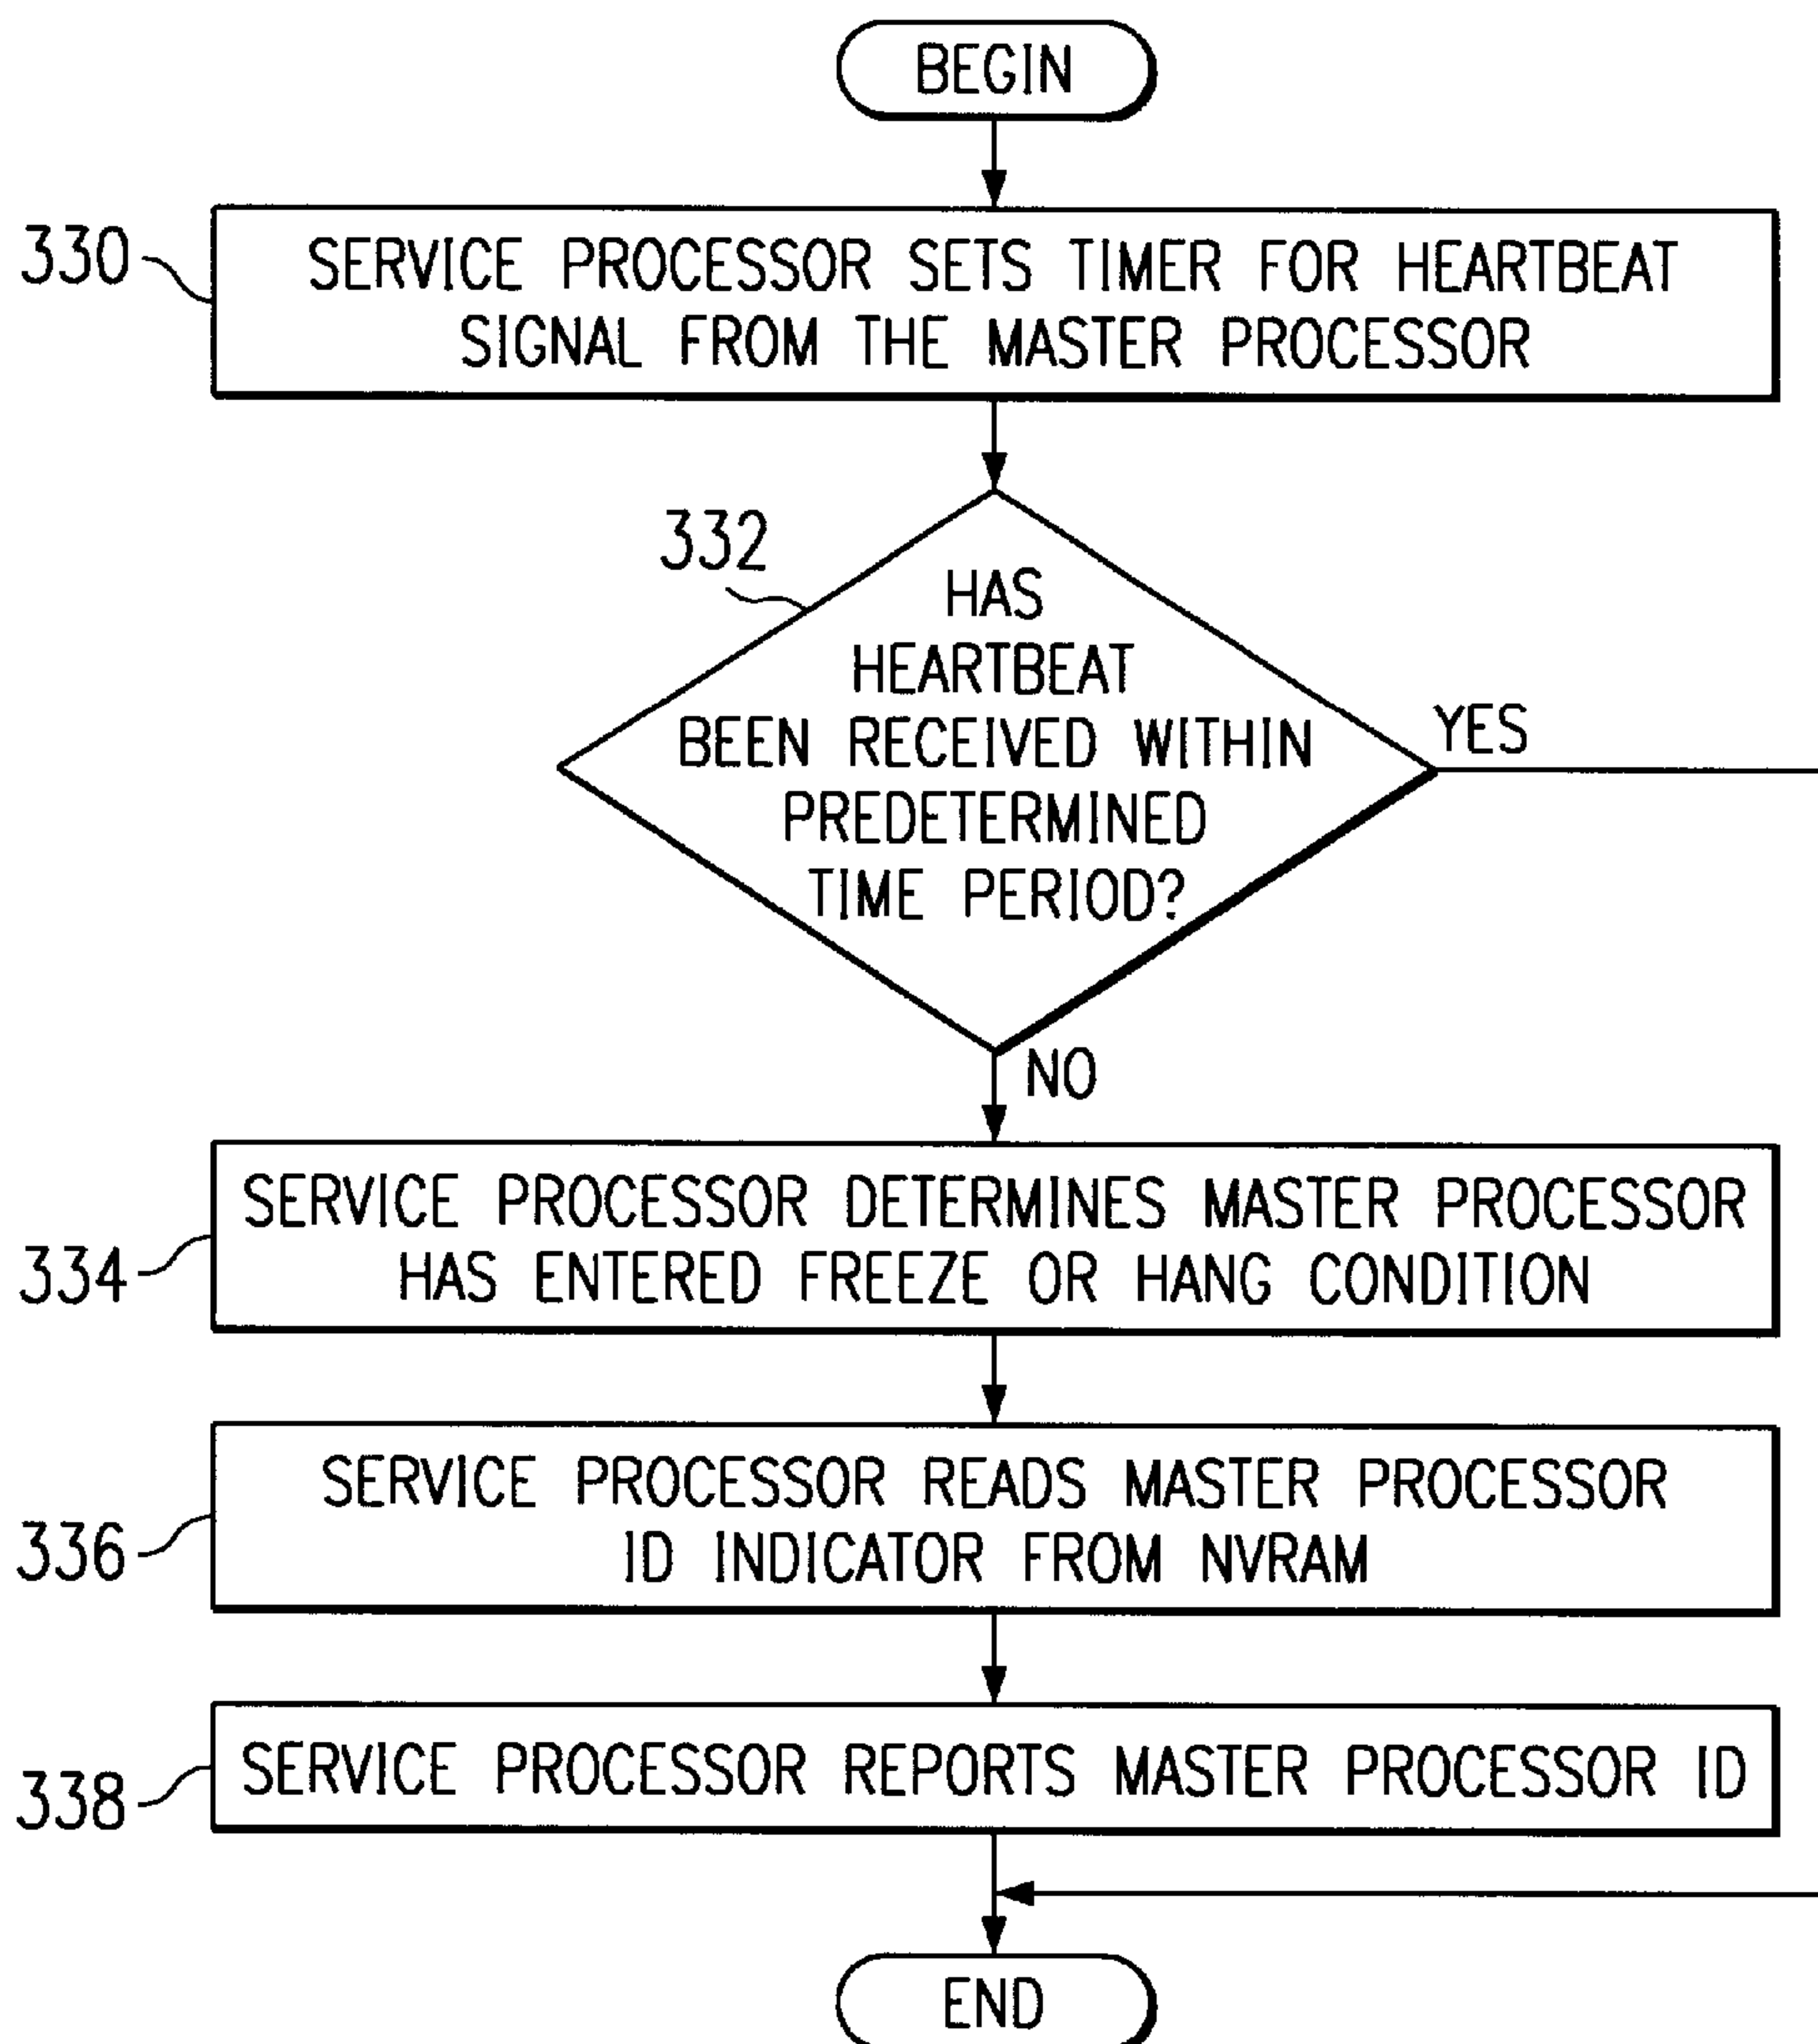 BEGIN
330
SERVICE PROCESSOR SETS TIMER FOR HEARTBEAT
SIGNAL FROM THE MASTER PROCESSOR
332
HAS
HEARTBEAT
BEEN RECEIVED WITHIN
PREDETERMINED
TIME PERIOD?
YES
NO
334
SERVICE PROCESSOR DETERMINES MASTER PROCESSOR
HAS ENTERED FREEZE OR HANG CONDITION
336
SERVICE PROCESSOR READS MASTER PROCESSOR
ID INDICATOR FROM NVRAM
338
SERVICE PROCESSOR REPORTS MASTER PROCESSOR ID
END